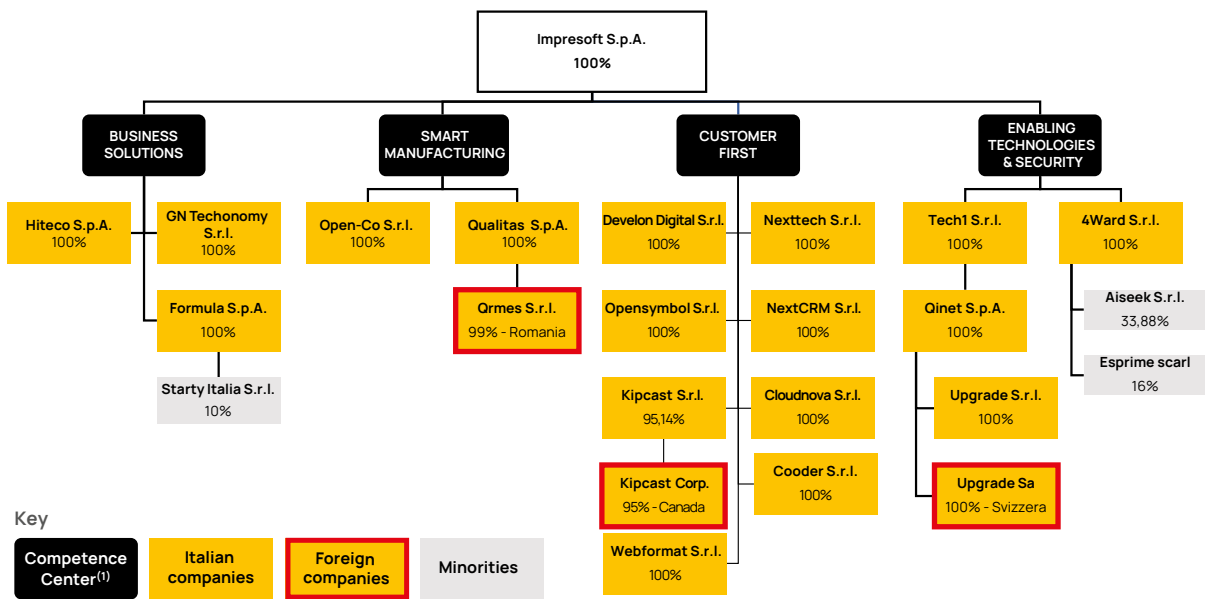 Impresoft S.p.A.
100%
BUSINESS
SOLUTIONS
SMART
MANUFACTURING
CUSTOMER
FIRST
ENABLING
TECHNOLOGIES
& SECURITY
Hiteco S.p.A.
100%
GN Techonomy
S.r.l.
100%
Formula S.p.A.
100%
Starty Italia S.r.l.
10%
Open-Co S.r.l.
100%
Qualitas S.p.A.
100%
Qrmes S.r.l.
99% - Romania
Develon Digital S.r.l.
100%
Nexttech S.r.l.
100%
Opensymbol S.r.l.
100%
NextCRM S.r.l.
100%
Kipcast S.r.l.
95,14%
Cloudnova S.r.l.
100%
Kipcast Corp.
95% - Canada
Cooder S.r.l.
100%
Webformat S.r.l.
100%
Tech1 S.r.l.
100%
4Ward S.r.l.
100%
Qinet S.p.A.
100%
Aiseek S.r.l.
33,88%
Esprime scarl
16%
Upgrade S.r.l.
100%
Upgrade Sa
100% - Svizzera
Key
Competence
Center(1)
Italian
companies
Foreign
companies
Minorities